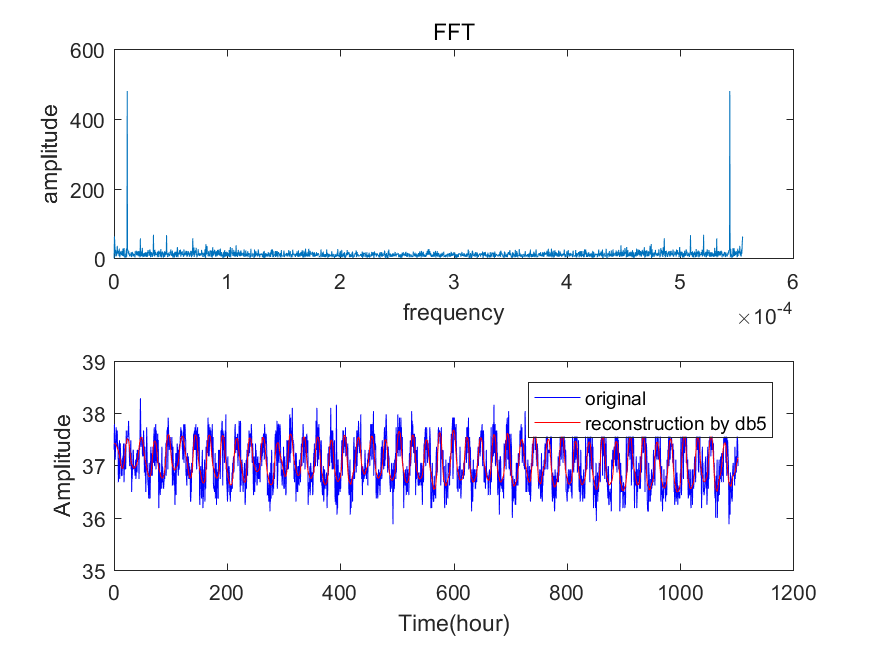 FFT
600
400
200
0
amplitude
0 1 2 3 4 5 6
×10-4
frequency
39
38
37
36
35
Amplitude
original
reconstruction by db5
0 200 400 600 800 1000 1200
Time(hour)